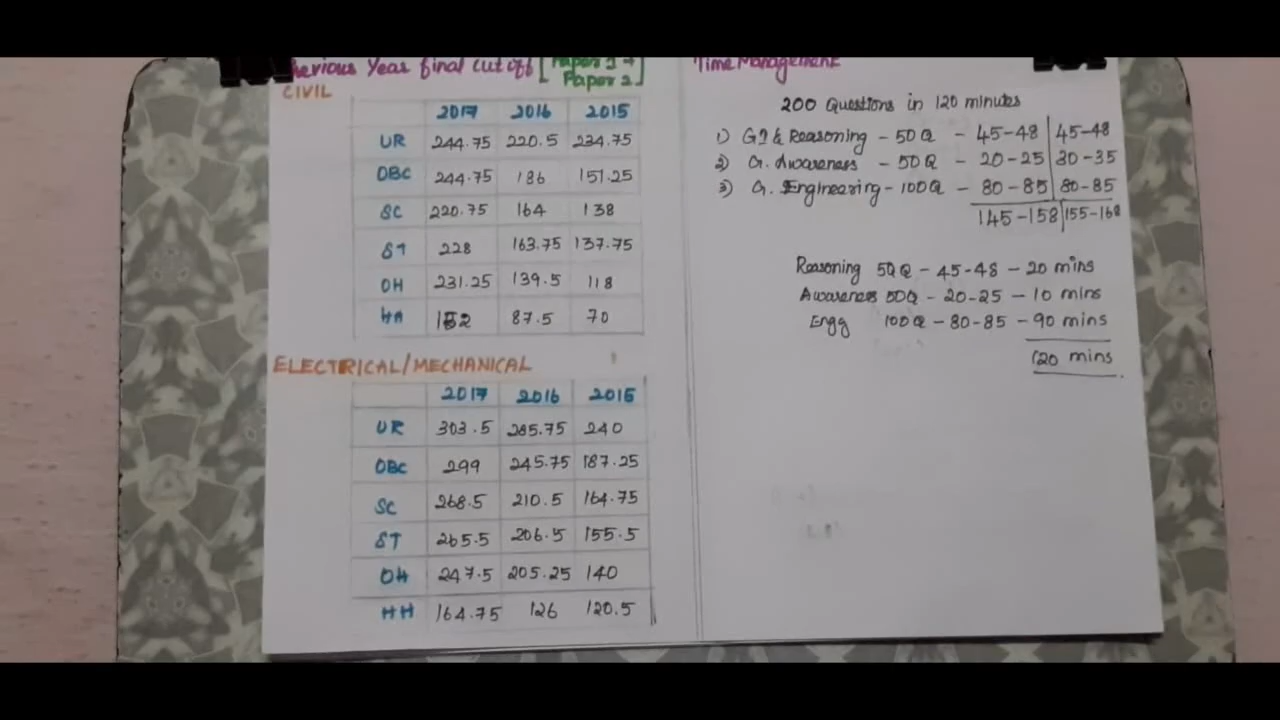 Previous Year final cut off [Paper 1 +
Paper 2]
CIVIL
2017 2016 2015
UR 244.75 220.5 234.75
OBC 244.75 186 151.25
SC 220.75 164 138
ST 228 163.75 137.75
OH 231.25 139.5 118
HH 152 87.5 70
ELECTRICAL/MECHANICAL
2017 2016 2015
UR 303.5 285.75 240
OBC 299 245.75 187.25
SC 268.5 210.5 164.75
ST 265.5 206.5 155.5
OH 247.5 205.25 140
HH 164.75 126 120.5
Time Management
200 Questions in 120 minutes
1) GI & Reasoning - 50Q - 45-48 45-48
2) G. Awareness - 50Q - 20-25 30-35
3) G. Engineering - 100Q - 80-85 80-85
145-158 155-168
Reasoning 50Q - 45-48 - 20 mins
Awareness 50Q - 20-25 - 10 mins
Engg 100Q - 80-85 - 90 mins
120 mins